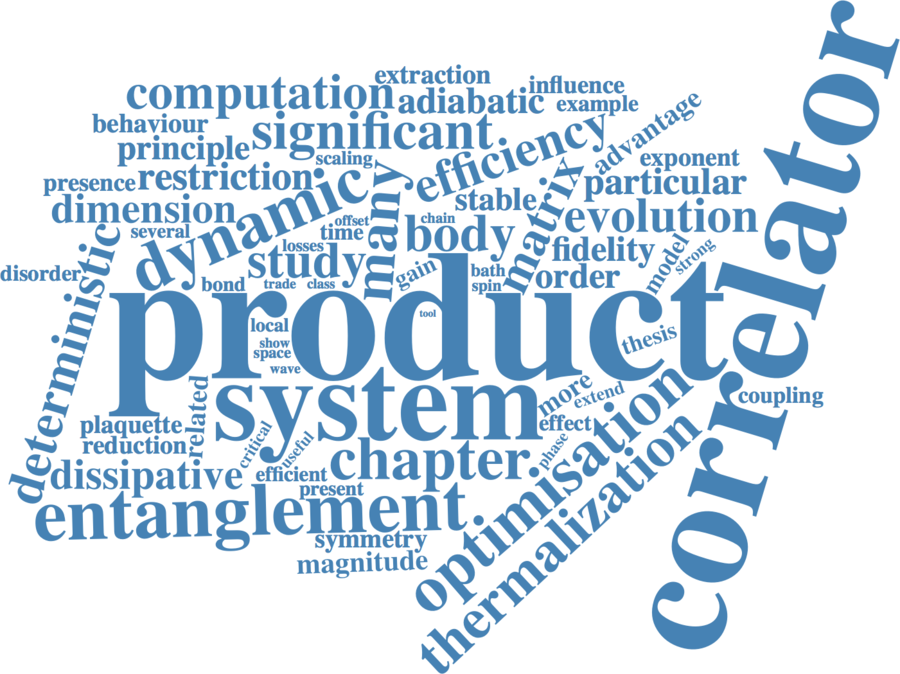 extraction
computation
adiabatic
influence
example
behaviour
significant
efficiency
advantage
principle
scaling
exponent
presence
restriction
dynamic
many
stable
matrix
particular
dimension
several
offset
time
chain
body
evolution
correlator
deterministic
losses
study
fidelity
model
strong
disorder
bond
trade
class
gain
bath
spin
order
product
local
show
space
wave
tool
thesis
system
more
extend
coupling
plaquette
related
reduction
critical
useful
effect
phase
optimisation
dissipative
efficient
chapter
thermalization
entanglement
present
symmetry
magnitude